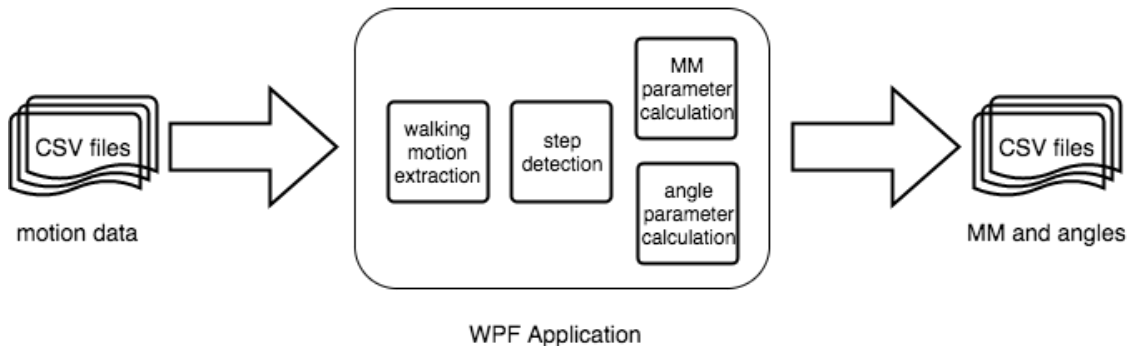 CSV files
motion data
walking
motion
extraction
step
detection
MM
parameter
calculation
angle
parameter
calculation
CSV files
MM and angles
WPF Application